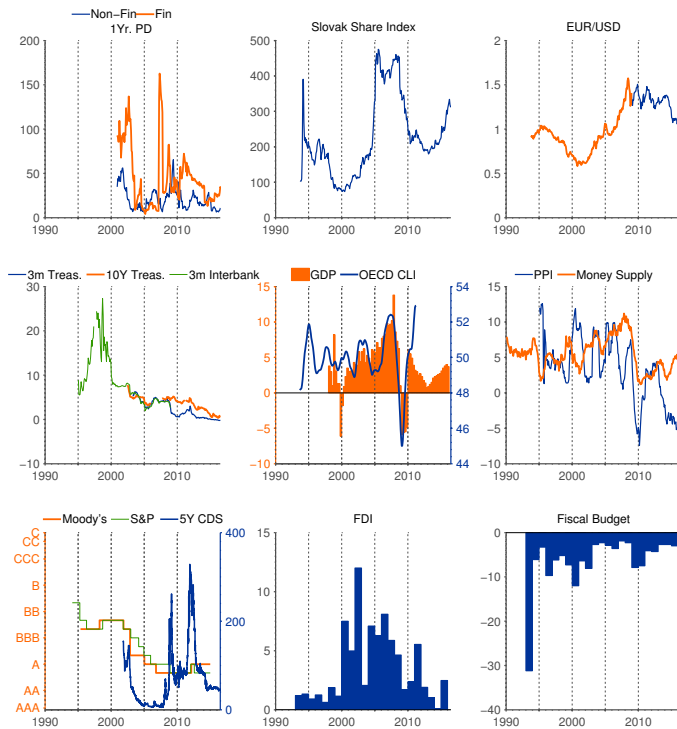 Non-Fin Fin
1Yr. PD
200
150
100
50
0
1990 2000 2010
Slovak Share Index
500
400
300
200
100
0
1990 2000 2010
EUR/USD
2
1.5
1
0.5
0
1990 2000 2010
3m Treas. 10Y Treas. 3m Interbank
30
20
10
0
−10
1990 2000 2010
GDP OECD CLI
15 54
10 52
5 50
0 48
−5 46
−10 44
1990 2000 2010
PPI Money Supply
15
10
5
0
−5
−10
1990 2000 2010
Moody's S&P 5Y CDS
C 400
CC
CCC
B
BB 200
BBB
A
AA
AAA 0
1990 2000 2010
FDI
15
10
5
0
1990 2000 2010
Fiscal Budget
0
−10
−20
−30
−40
1990 2000 2010